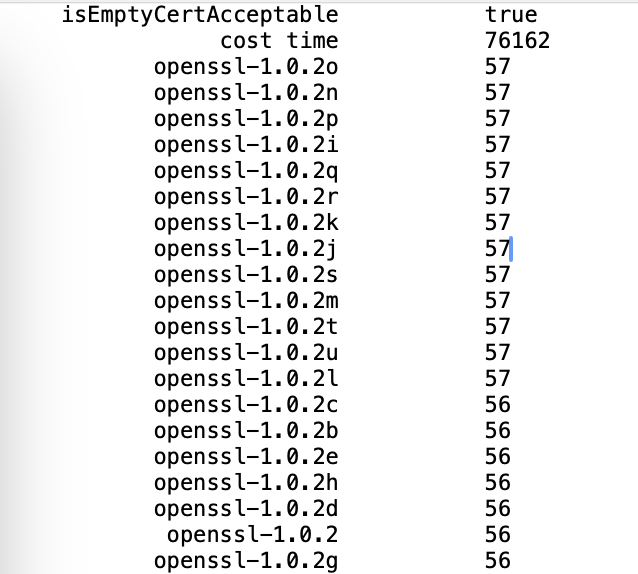 isEmptyCertAcceptable true
cost time 76162
openssl-1.0.2o 57
openssl-1.0.2n 57
openssl-1.0.2p 57
openssl-1.0.2i 57
openssl-1.0.2q 57
openssl-1.0.2r 57
openssl-1.0.2k 57
openssl-1.0.2j 57
openssl-1.0.2s 57
openssl-1.0.2m 57
openssl-1.0.2t 57
openssl-1.0.2u 57
openssl-1.0.2l 57
openssl-1.0.2c 56
openssl-1.0.2b 56
openssl-1.0.2e 56
openssl-1.0.2h 56
openssl-1.0.2d 56
openssl-1.0.2 56
openssl-1.0.2g 56